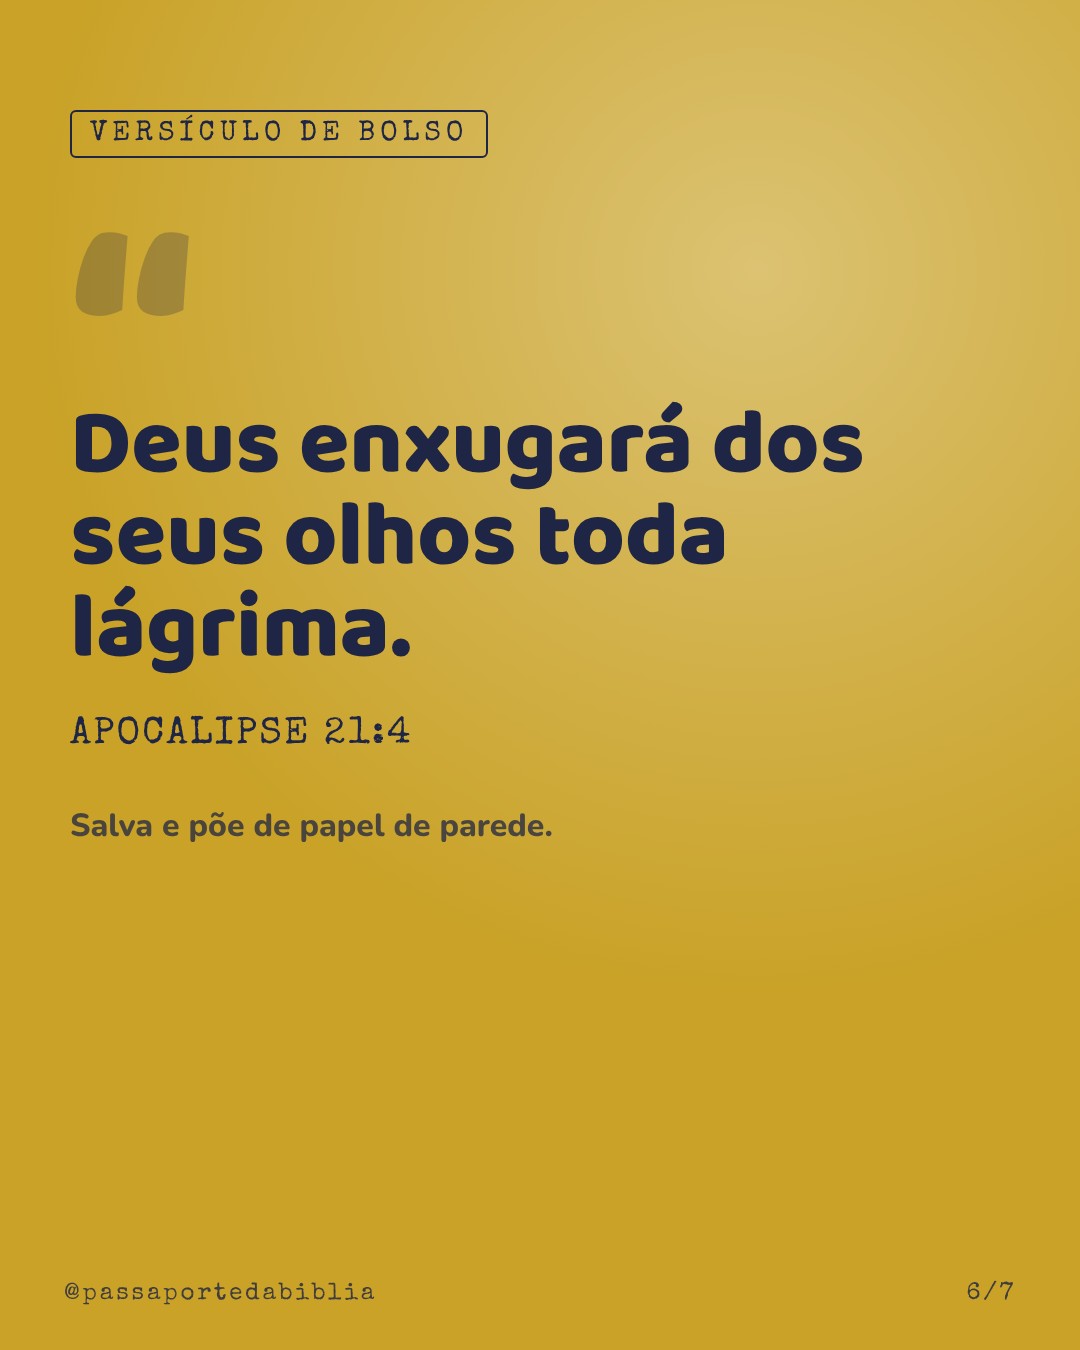 VERSÍCULO DE BOLSO
“
Deus enxugará dos
seus olhos toda
lágrima.
APOCALIPSE 21:4
Salva e põe de papel de parede.
@passaportedabiblia
6/7